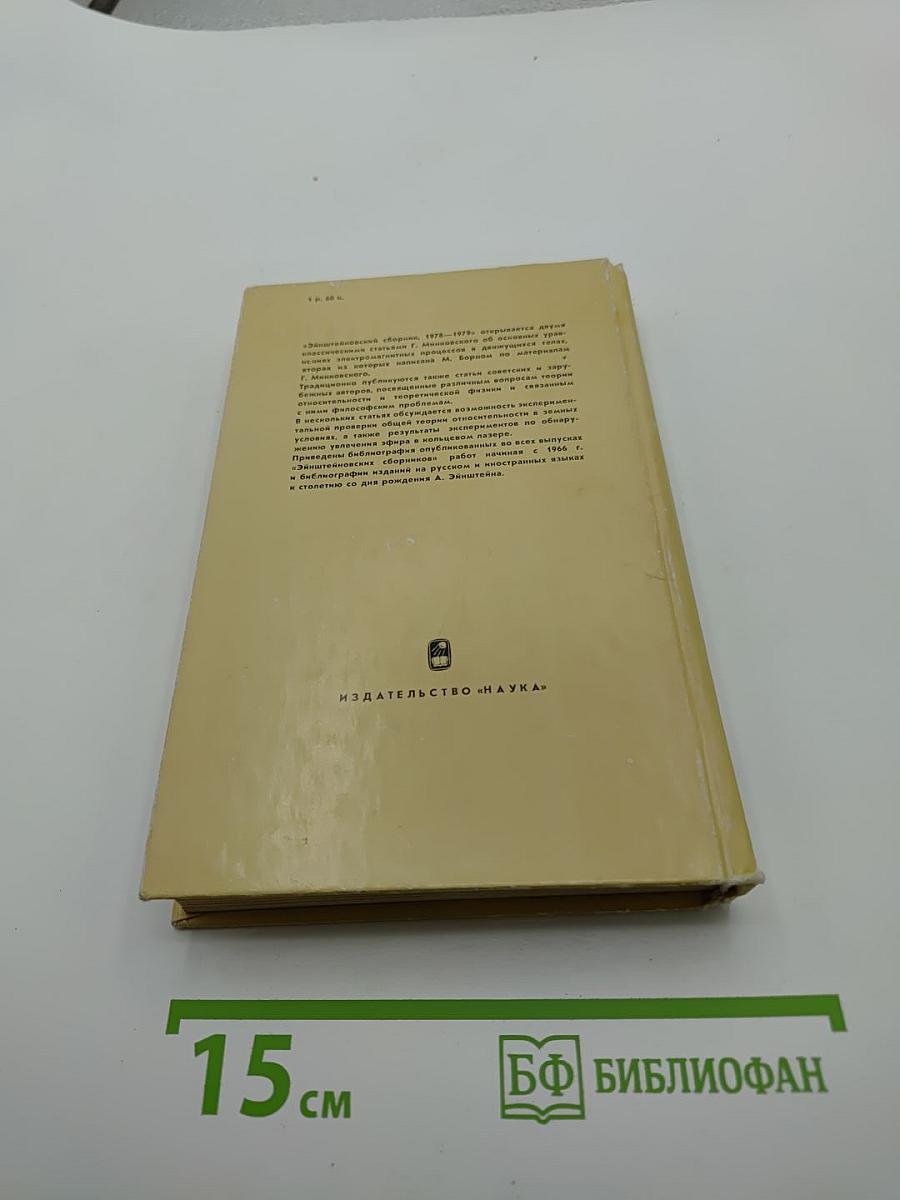 1 р. 60 к.
«Эйнштейновский сборник, 1978—1979» открывается двумя
классическими статьями Г. Минковского об основных урав-
нениях электромагнитных процессов в движущихся телах,
вторая из которых написана М. Борном по материалам
Г. Минковского.
Традиционно публикуются также статьи советских и зару-
бежных авторов, посвященные различным вопросам теории
относительности и теоретической физики и связанным
с ними философским проблемам.
В нескольких статьях обсуждается возможность эксперимен-
тальной проверки общей теории относительности в земных
условиях, а также результаты экспериментов по обнару-
жению увлечения эфира в кольцевом лазере.
Приведены библиография опубликованных во всех выпусках
«Эйнштейновских сборников» работ начиная с 1966 г.
и библиографии изданий на русском и иностранных языках
к столетию со дня рождения А. Эйнштейна.
ИЗДАТЕЛЬСТВО «НАУКА»
15 см
БФ БИБЛИОФАН